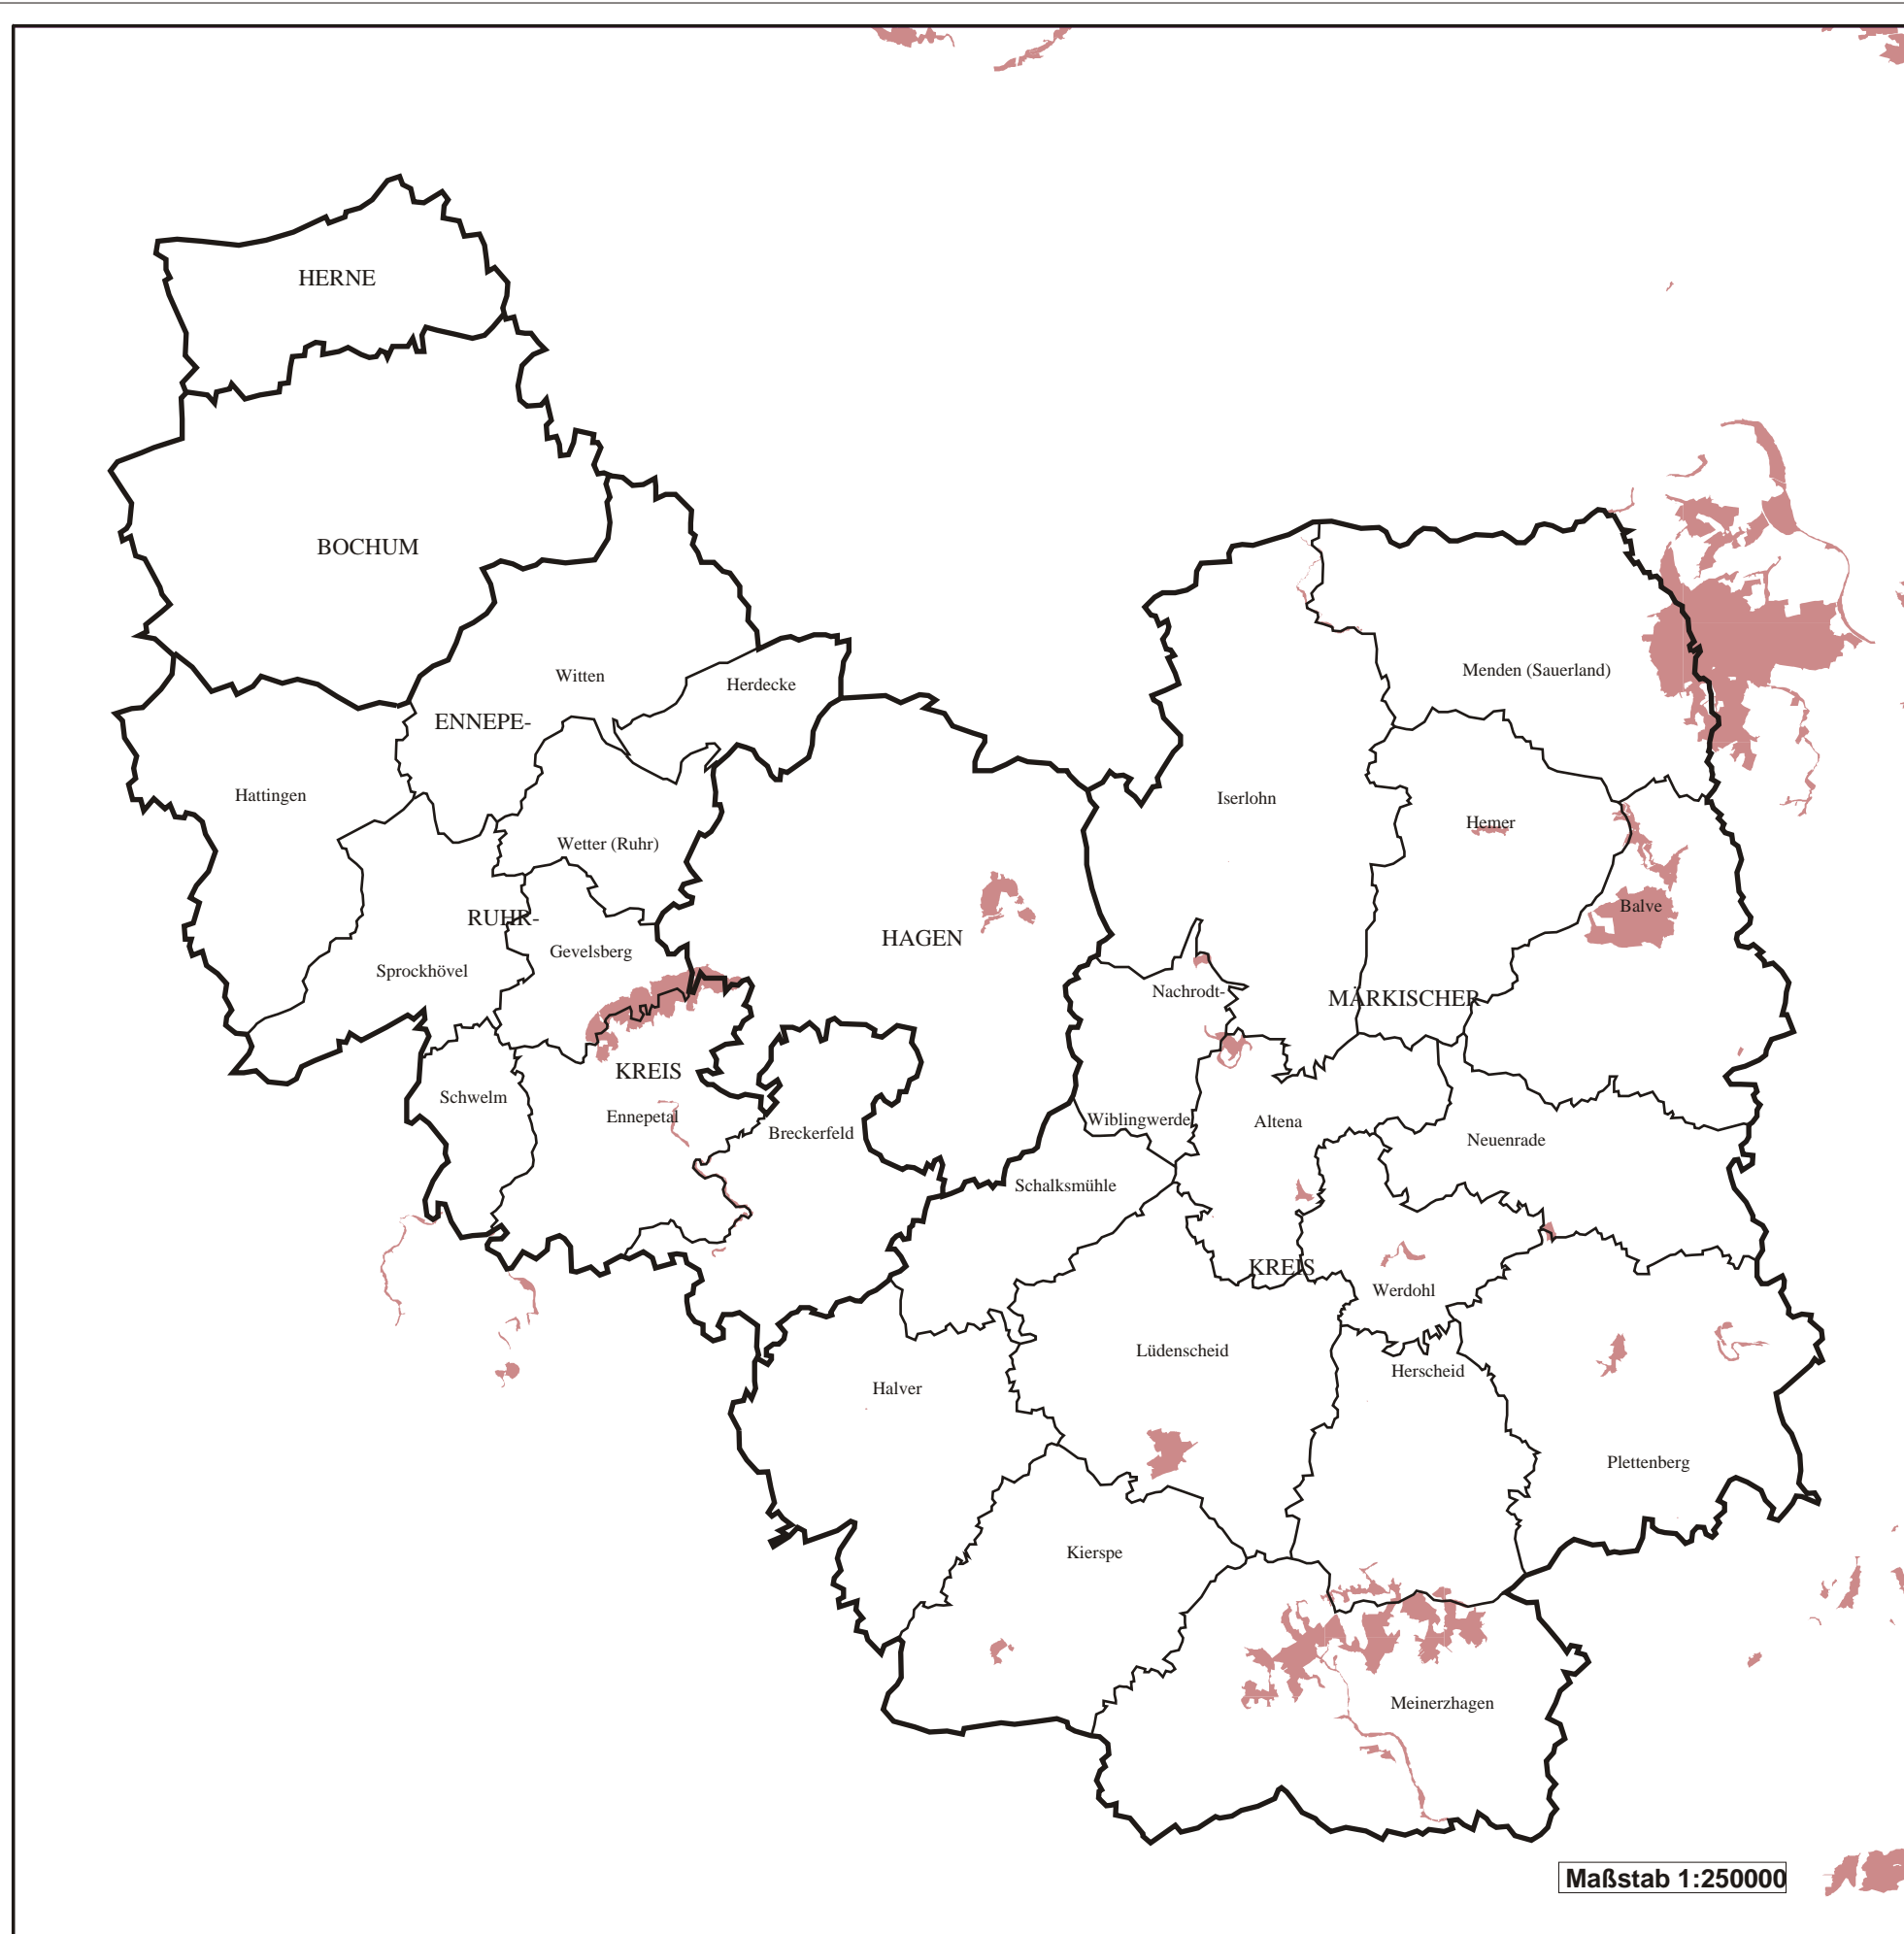 HERNE
BOCHUM
Witten
Herdecke
Menden (Sauerland)
ENNEPE-
Hattingen
Iserlohn
Hemer
Wetter (Ruhr)
Balve
RUHR-
HAGEN
Gevelsberg
Sprockhövel
Nachrodt-
MÄRKISCHER
KREIS
Schwelm
Ennepetal
Wiblingwerde
Altena
Breckerfeld
Neuenrade
Schalksmühle
KREIS
Werdohl
Lüdenscheid
Herscheid
Halver
Plettenberg
Kierspe
Meinerzhagen
Maßstab 1:250000